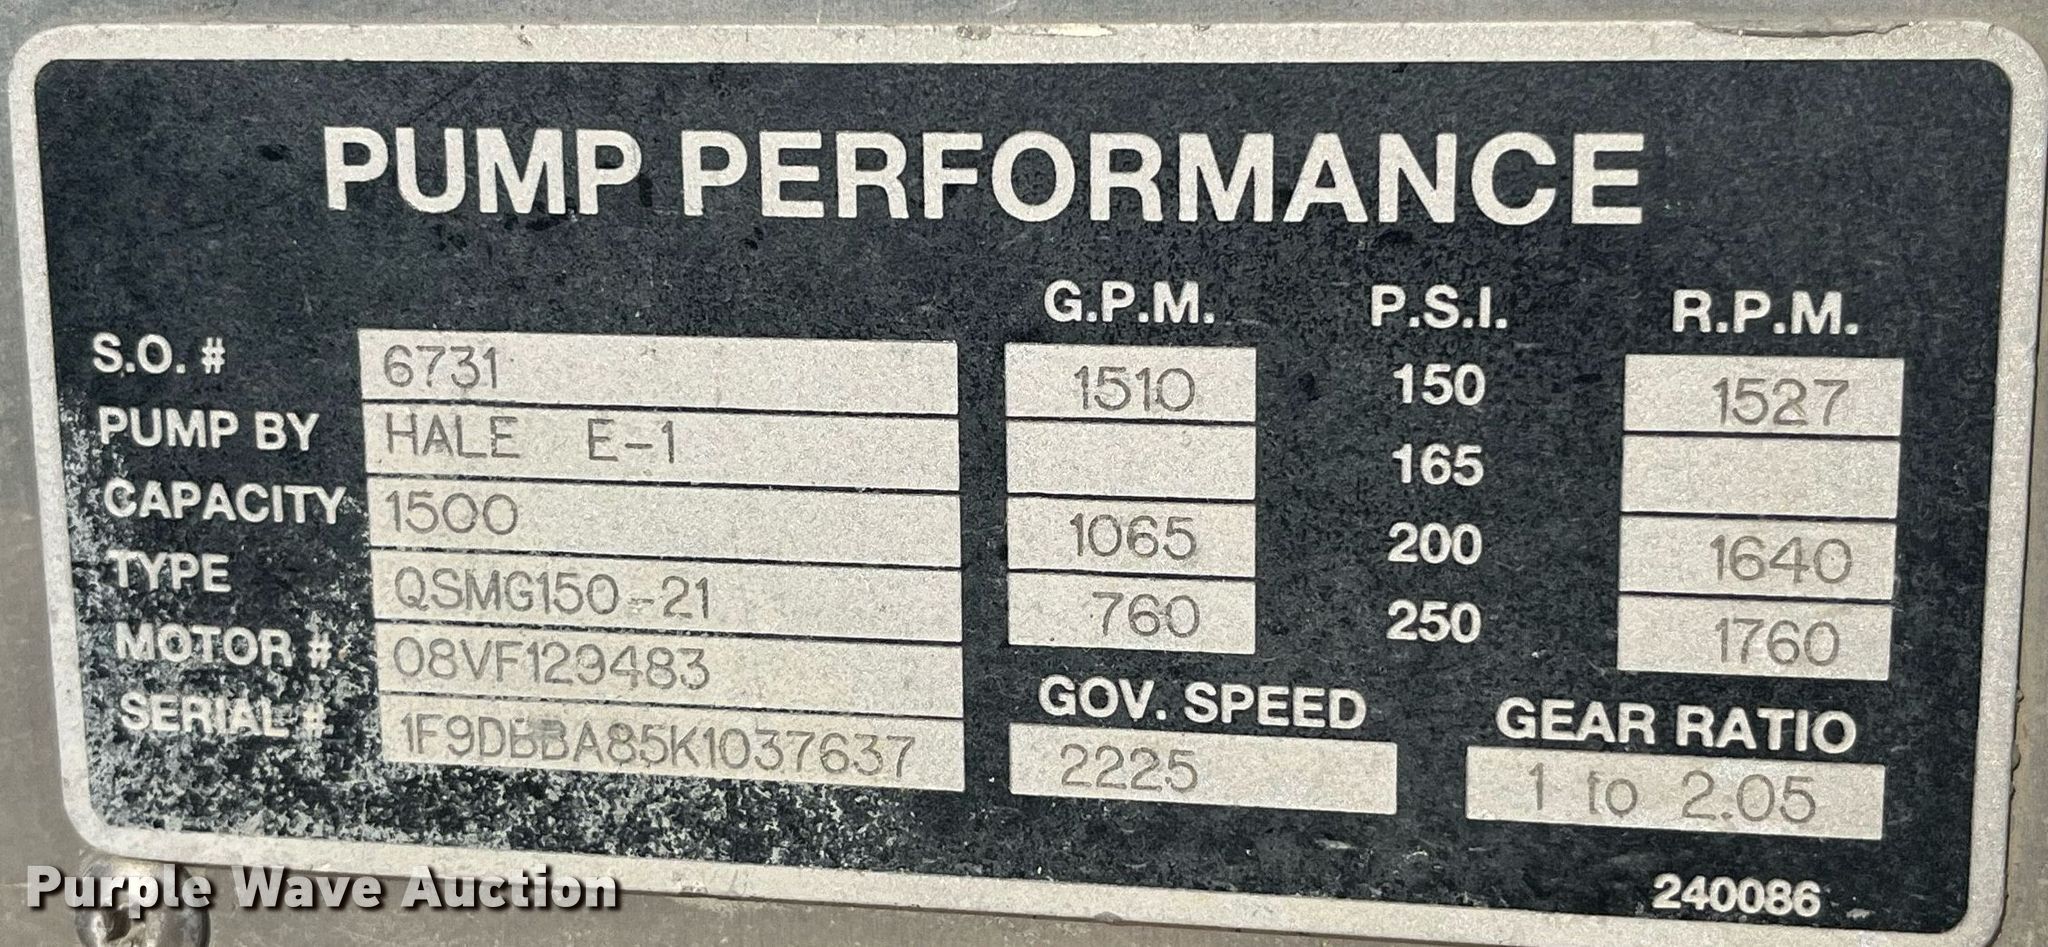 PUMP PERFORMANCE
G.P.M. P.S.I. R.P.M.
S.O. # 6731 1510 150 1527
PUMP BY HALE E-1 165
CAPACITY 1500 1065 200 1640
TYPE QSMG150-21 760 250 1760
MOTOR # 08VF129483
SERIAL # 1F9DBBA85K1037637
GOV. SPEED GEAR RATIO
2225 1 to 2.05
240086
Purple Wave Auction